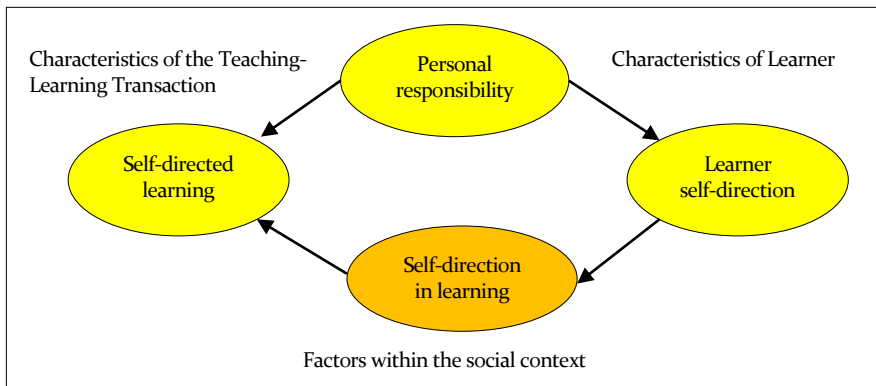 Characteristics of the Teaching-
Learning Transaction
Personal
responsibility
Characteristics of Learner
Self-directed
learning
Learner
self-direction
Self-direction
in learning
Factors within the social context